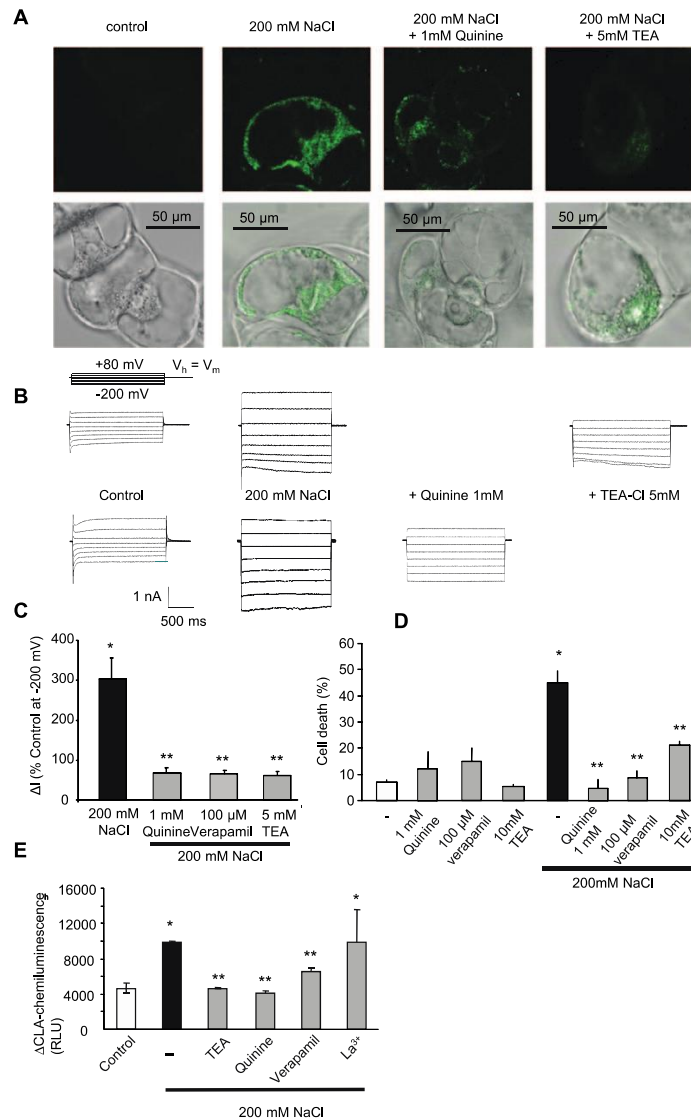 A
control
200 mM NaCl
200 mM NaCl
+ 1mM Quinine
200 mM NaCl
+ 5mM TEA
50 µm
50 µm
50 µm
50 µm
B
+80 mV
Vh = Vm
-200 mV
Control
200 mM NaCl
+ Quinine 1mM
+ TEA-Cl 5mM
1 nA
500 ms
C
ΔI (% Control at -200 mV)
400
300
200
100
0
*
**
**
**
200 mM
NaCl
1 mM
Quinine
100 µM
Verapamil
5 mM
TEA
200 mM NaCl
D
Cell death (%)
60
50
40
30
20
10
0
*
**
**
**
-
1 mM
Quinine
100 µM
verapamil
10mM
TEA
-
Quinine
1 mM
100 µM
verapamil
10mM
TEA
200mM NaCl
E
ΔCLA-chemiluminescence
(RLU)
16000
12000
8000
4000
0
*
**
**
**
*
Control
-
TEA
Quinine
Verapamil
La3+
200 mM NaCl